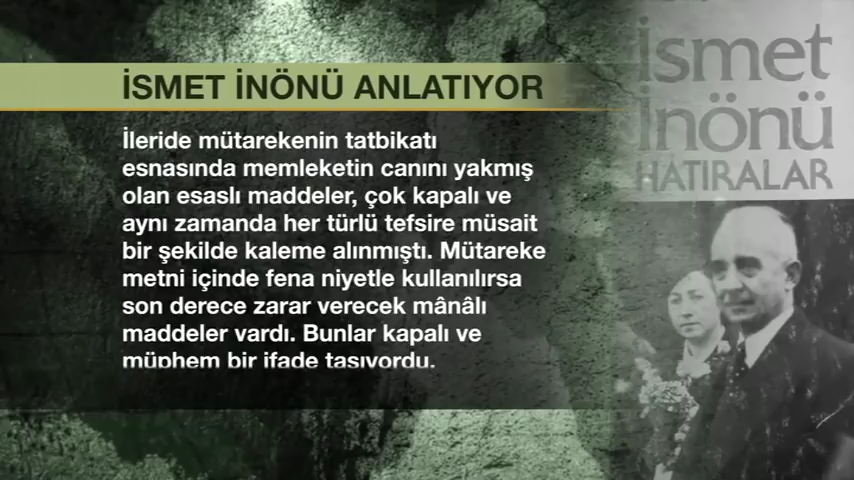 İSMET İNÖNÜ ANLATIYOR
İleride mütarekenin tatbikatı
esnasında memleketin canını yakmış
olan esaslı maddeler, çok kapalı ve
aynı zamanda her türlü tefsire müsait
bir şekilde kaleme alınmıştı. Mütareke
metni içinde fena niyetle kullanılırsa
son derece zarar verecek mânâlı
maddeler vardı. Bunlar kapalı ve
müphem bir ifade taşıyordu.
İsmet
İnönü
HATIRALAR